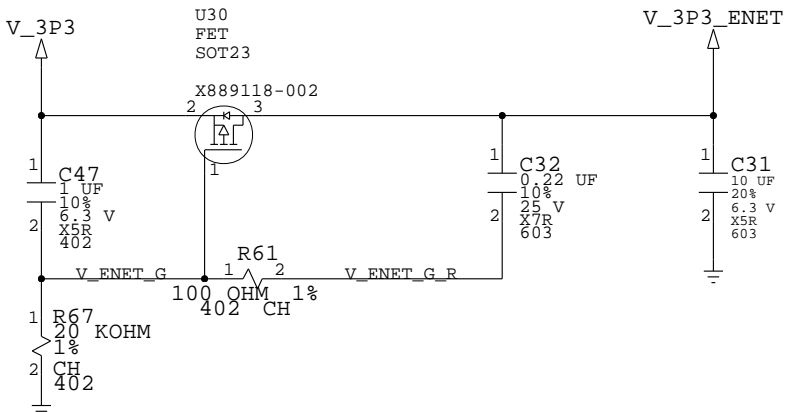 U30
FET
SOT23
X889118-002
V_3P3
V_3P3_ENET
2
3
1
1
C47
1 UF
10%
6.3 V
X5R
402
2
1
C32
0.22 UF
10%
25 V
X7R
603
2
1
C31
10 UF
20%
6.3 V
X5R
603
2
V_ENET_G
R61
1
2
100 OHM 1%
402 CH
V_ENET_G_R
1
R67
20 KOHM
1%
2
CH
402